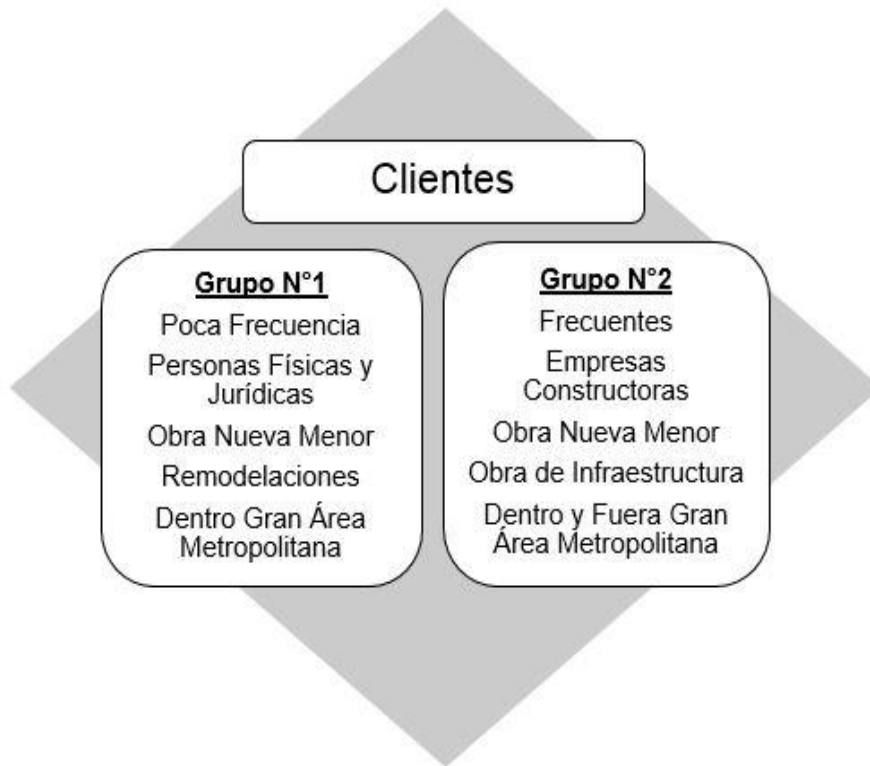 Clientes
Grupo N°1
Poca Frecuencia
Personas Físicas y
Jurídicas
Obra Nueva Menor
Remodelaciones
Dentro Gran Área
Metropolitana
Grupo N°2
Frecuentes
Empresas
Constructoras
Obra Nueva Menor
Obra de Infraestructura
Dentro y Fuera Gran
Área Metropolitana